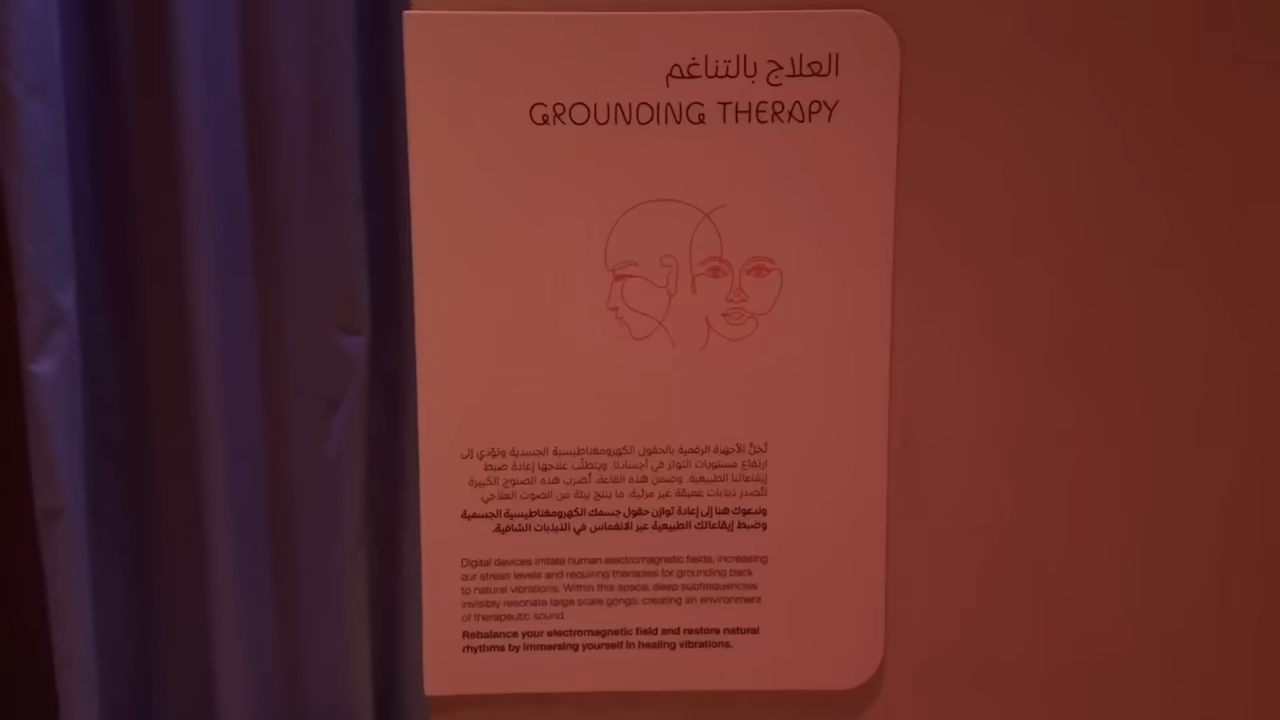 العلاج بالتناغم
GROUNDING THERAPY
تُخلُّ الأجهزة الرقمية بالحقول الكهرومغناطيسية الجسدية وتؤدي إلى
ارتفاع مستويات التوتر في أجسادنا. ويتطلّب علاجها إعادة ضبط
إيقاعاتنا الطبيعية. وضمن هذه القاعة، تُضرب هذه الصنوج الكبيرة
لتُصدر ذبذبات عميقة غير مرئية، ما ينتج بيئة من الصوت العلاجي.
وندعوك هنا إلى إعادة توازن حقول جسمك الكهرومغناطيسية الجسمية
وضبط إيقاعاتك الطبيعية عبر الانغماس في الذبذبات الشافية.
Digital devices irritate human electromagnetic fields, increasing
our stress levels and requiring therapies for grounding back
to natural vibrations. Within this space, deep subfrequencies
invisibly resonate large scale gongs, creating an environment
of therapeutic sound.
Rebalance your electromagnetic field and restore natural
rhythms by immersing yourself in healing vibrations.